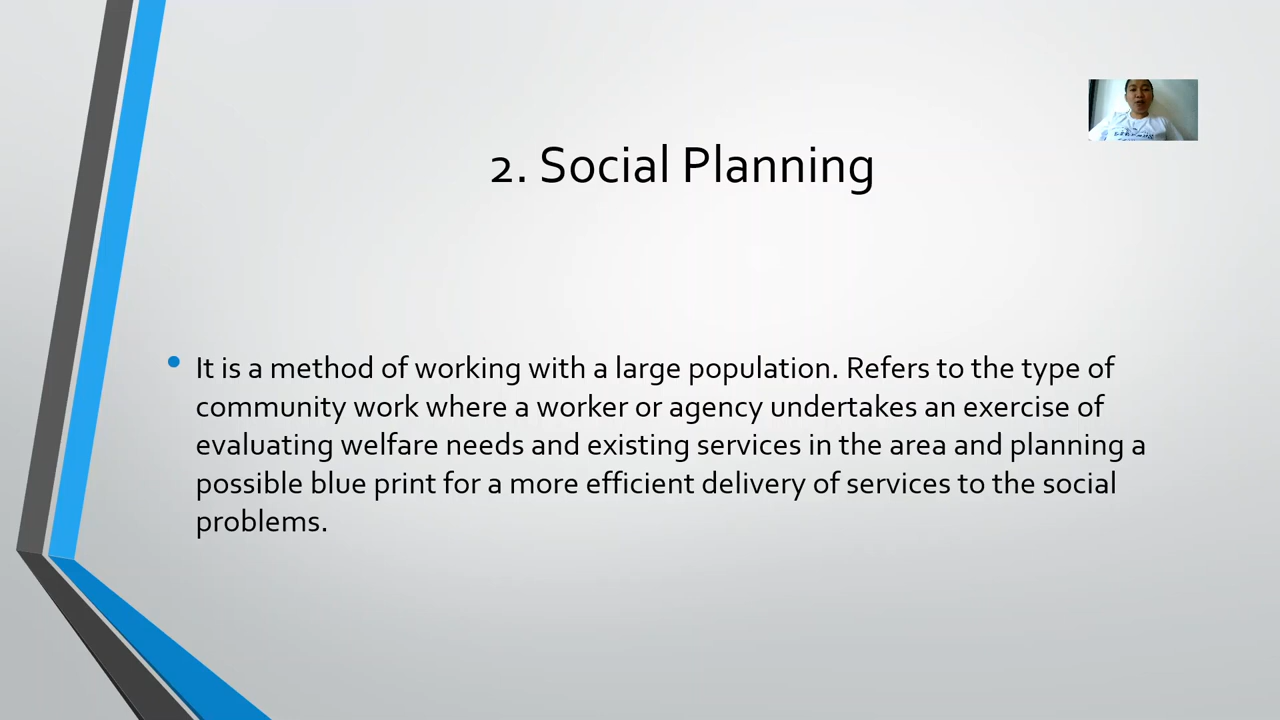 2. Social Planning
It is a method of working with a large population. Refers to the type of
community work where a worker or agency undertakes an exercise of
evaluating welfare needs and existing services in the area and planning a
possible blue print for a more efficient delivery of services to the social
problems.